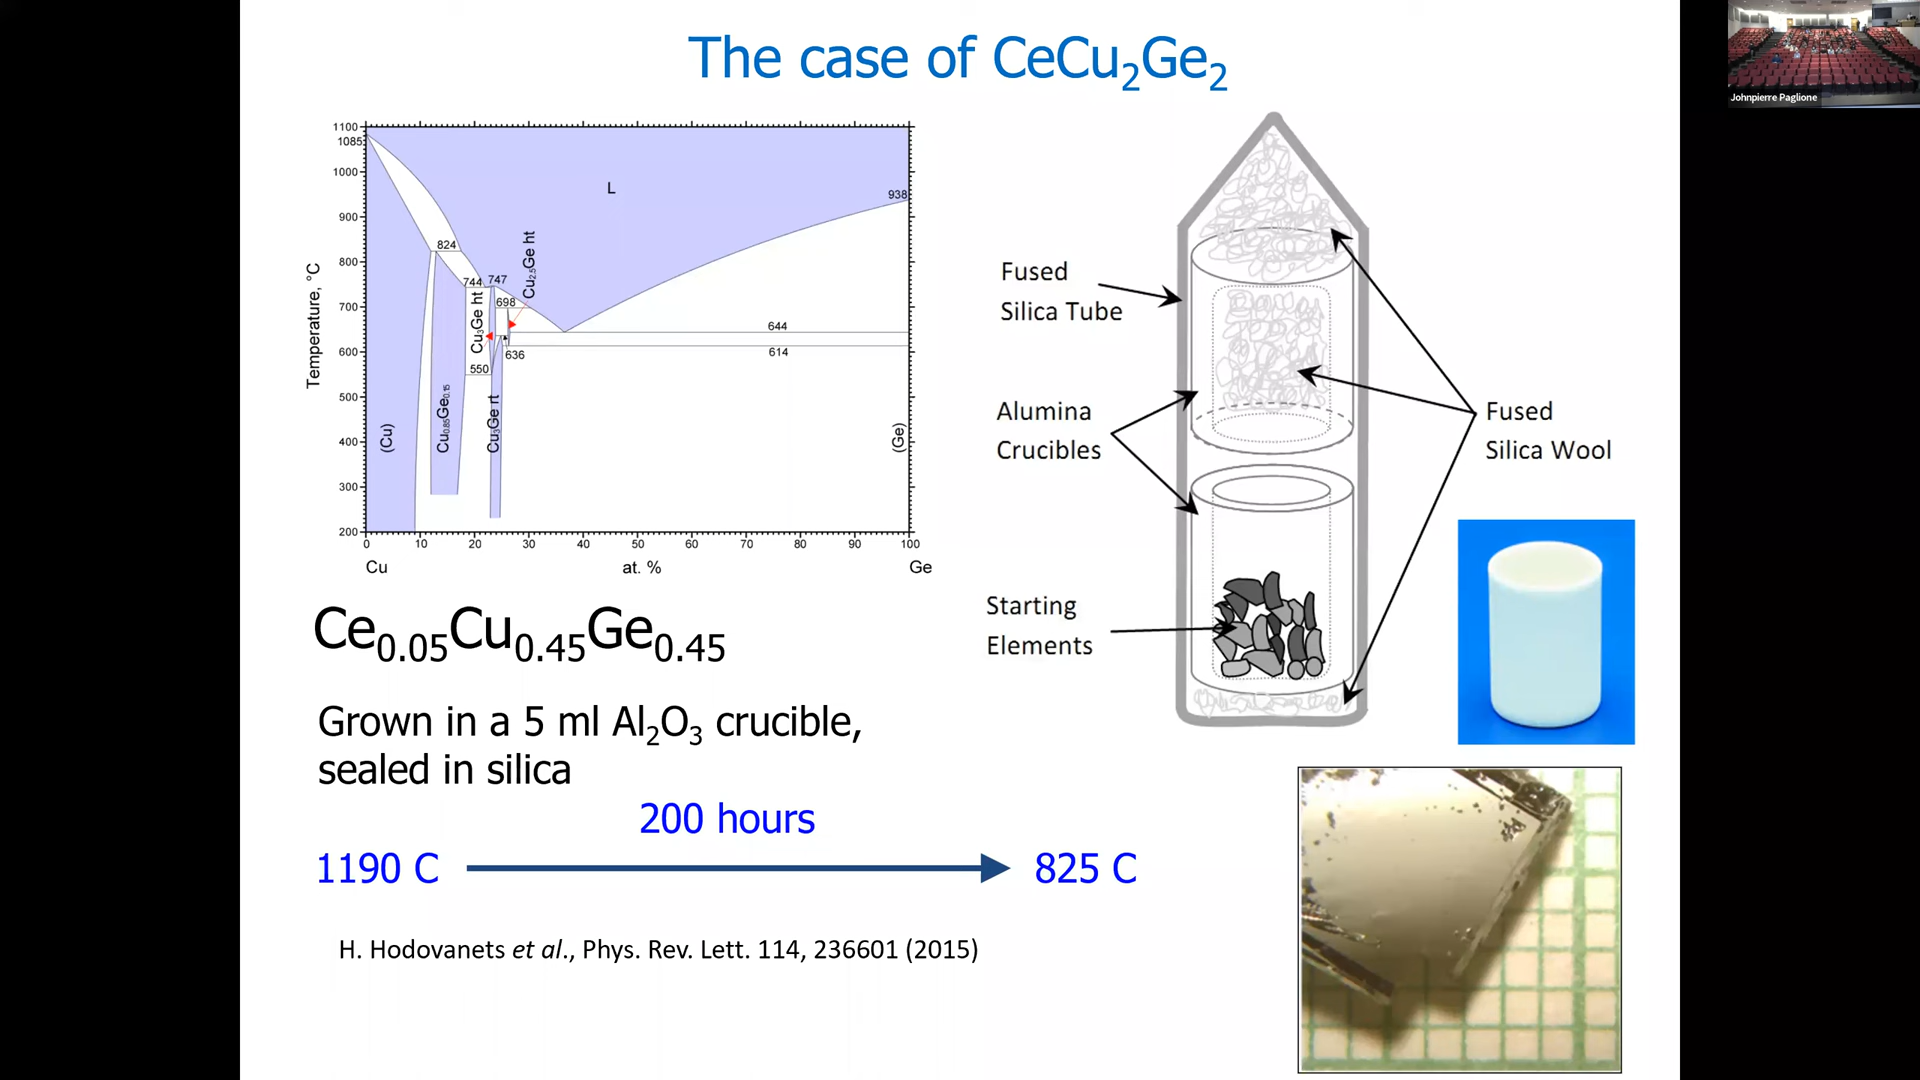 The case of CeCu2Ge2
Johnpierre Paglione
1100
1085
1000
900
800
700
600
500
400
300
200
Temperature, °C
L
938
824
744
747
698
636
550
644
614
Cu3Ge ht
Cu2.5Ge ht
(Cu)
Cu0.85Ge0.15
Cu3Ge rt
(Ge)
0 10 20 30 40 50 60 70 80 90 100
Cu at. % Ge
Fused
Silica Tube
Alumina
Crucibles
Fused
Silica Wool
Starting
Elements
Ce0.05Cu0.45Ge0.45
Grown in a 5 ml Al2O3 crucible,
sealed in silica
200 hours
1190 C 825 C
H. Hodovanets et al., Phys. Rev. Lett. 114, 236601 (2015)